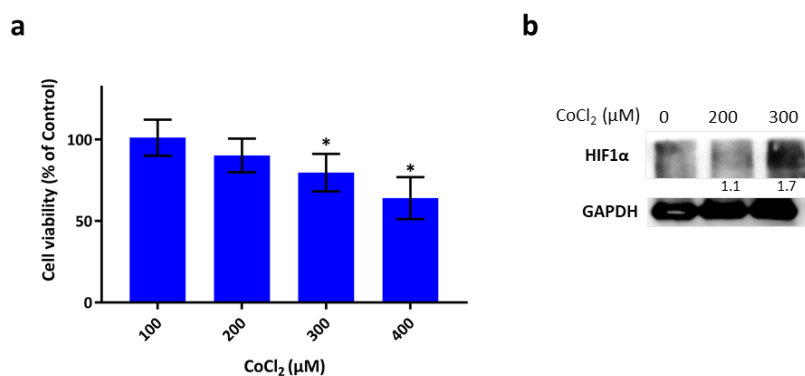 a
Cell viability (% of Control)
100
50
0
*
*
100
200
300
400
CoCl₂ (μM)
b
CoCl₂ (μM) 0 200 300
HIF1α
1.1 1.7
GAPDH